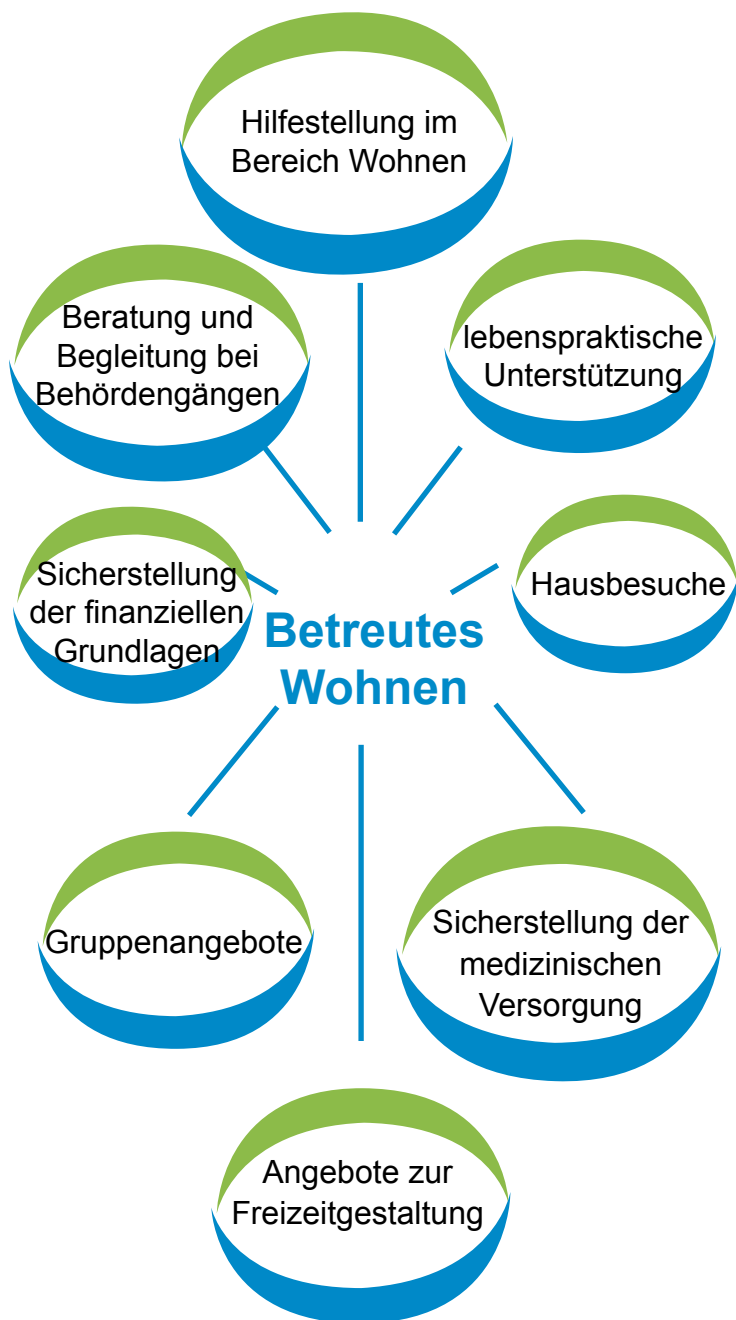 Hilfestellung im
Bereich Wohnen
Beratung und
Begleitung bei
Behördengängen
lebenspraktische
Unterstützung
Sicherstellung
der finanziellen
Grundlagen
Hausbesuche
Betreutes
Wohnen
Gruppenangebote
Sicherstellung der
medizinischen
Versorgung
Angebote zur
Freizeitgestaltung